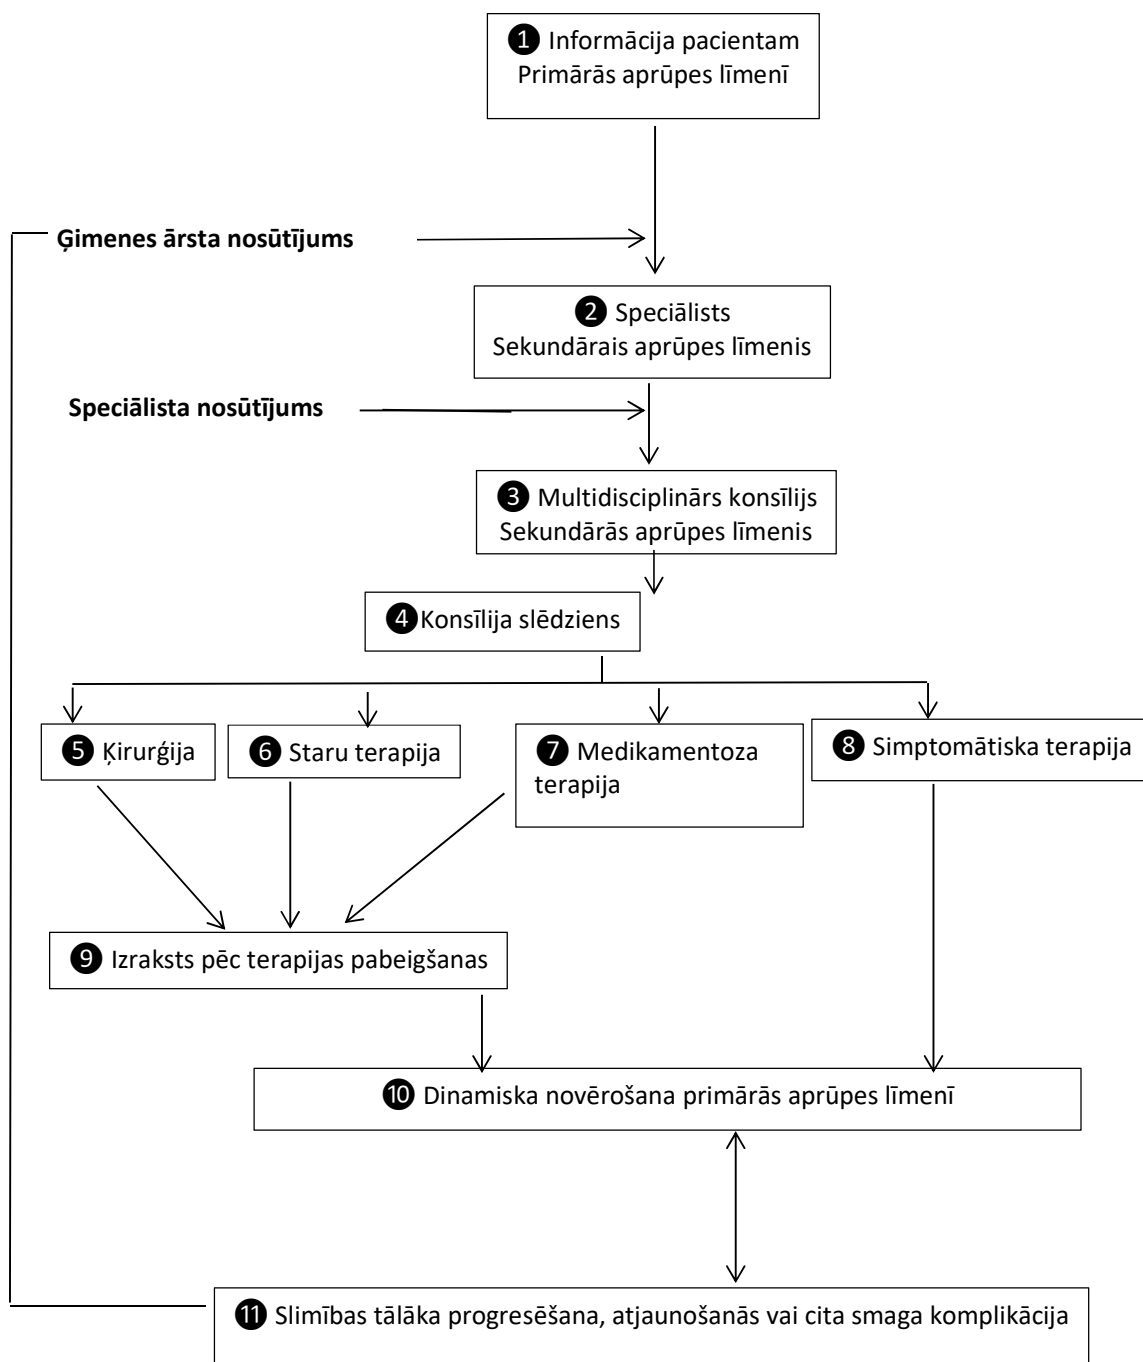 ❶ Informācija pacientam
Primārās aprūpes līmenī
Ģimenes ārsta nosūtījums
❷ Speciālists
Sekundārais aprūpes līmenis
Speciālista nosūtījums
❸ Multidisciplinārs konsīlijs
Sekundārās aprūpes līmenis
❹Konsīlija slēdziens
❺ Ķirurģija
❻ Staru terapija
❼ Medikamentoza
terapija
❽ Simptomātiska terapija
❾ Izraksts pēc terapijas pabeigšanas
❿ Dinamiska novērošana primārās aprūpes līmenī
⓫ Slimības tālāka progresēšana, atjaunošanās vai cita smaga komplikācija